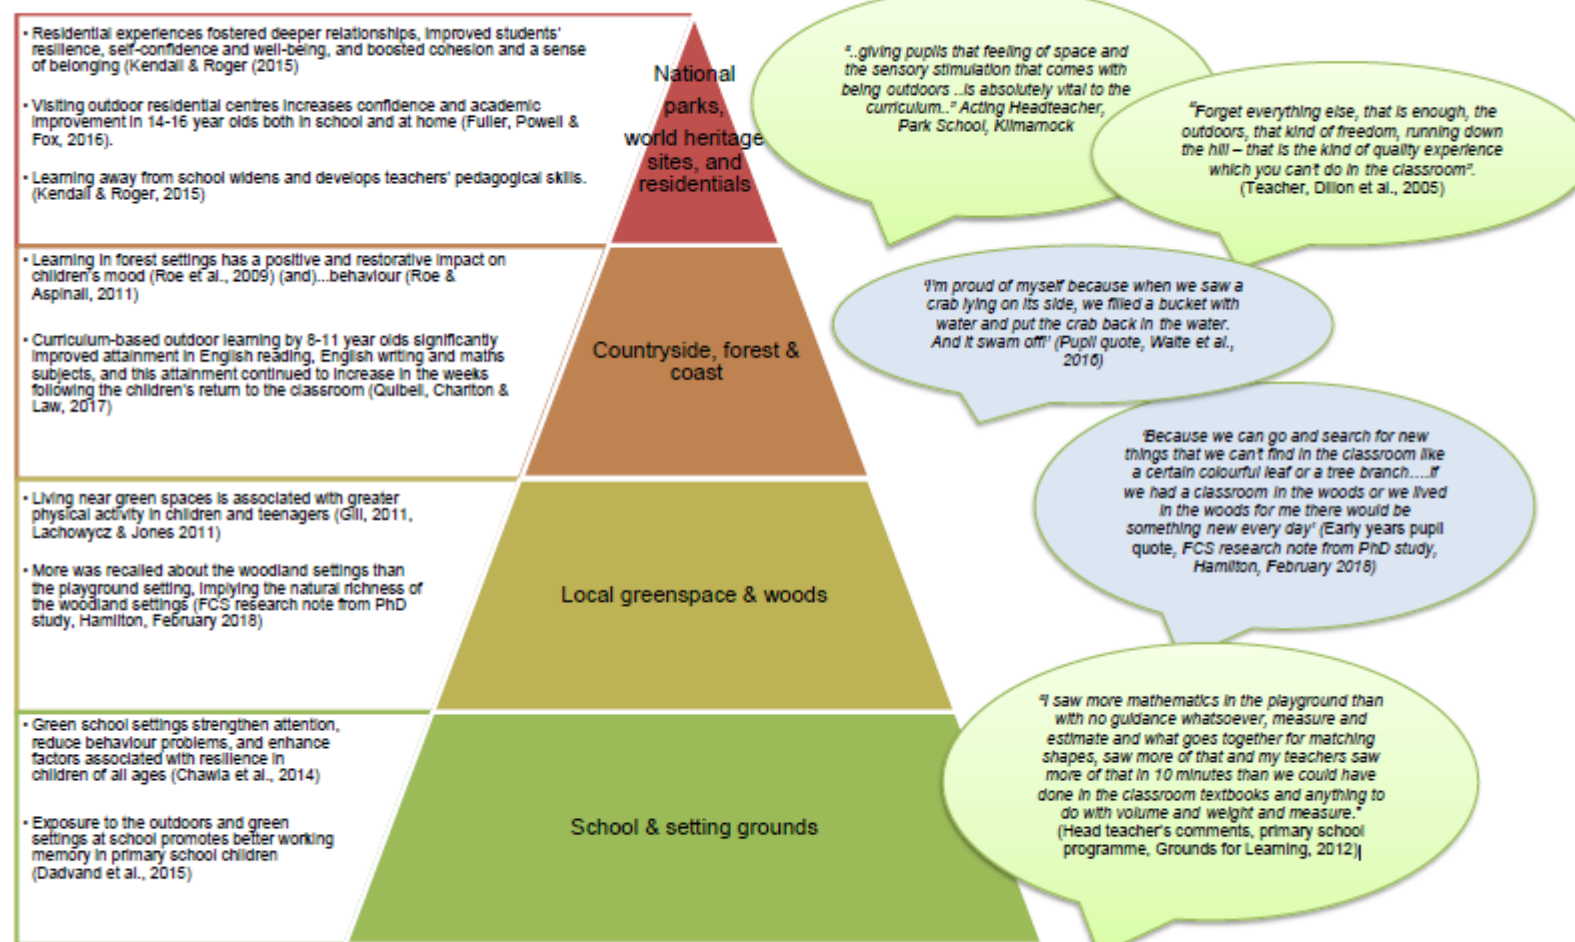 • Residential experiences fostered deeper relationships, improved students'
resilience, self-confidence and well-being, and boosted cohesion and a sense
of belonging (Kendall & Roger (2015)
• Visiting outdoor residential centres increases confidence and academic
improvement in 14-16 year olds both in school and at home (Fuller, Powell &
Fox, 2016).
• Learning away from school widens and develops teachers' pedagogical skills.
(Kendall & Roger, 2015)
National
parks,
world heritage
sites, and
residentials
"..giving pupils that feeling of space and
the sensory stimulation that comes with
being outdoors ..is absolutely vital to the
curriculum.." Acting Headteacher,
Park School, Kilmarnock
"Forget everything else, that is enough, the
outdoors, that kind of freedom, running down
the hill – that is the kind of quality experience
which you can't do in the classroom".
(Teacher, Dillon et al., 2005)
• Learning in forest settings has a positive and restorative impact on
children's mood (Roe et al., 2009) (and)...behaviour (Roe &
Aspinall, 2011)
• Curriculum-based outdoor learning by 8-11 year olds significantly
improved attainment in English reading, English writing and maths
subjects, and this attainment continued to increase in the weeks
following the children's return to the classroom (Quibell, Charlton &
Law, 2017)
Countryside, forest &
coast
'I'm proud of myself because when we saw a
crab lying on its side, we filled a bucket with
water and put the crab back in the water.
And it swam off!' (Pupil quote, Waite et al.,
2016)
'Because we can go and search for new
things that we can't find in the classroom like
a certain colourful leaf or a tree branch….if
we had a classroom in the woods or we lived
in the woods for me there would be
something new every day' (Early years pupil
quote, FCS research note from PhD study,
Hamilton, February 2018)
• Living near green spaces is associated with greater
physical activity in children and teenagers (Gill, 2011,
Lachowycz & Jones 2011)
• More was recalled about the woodland settings than
the playground setting, implying the natural richness of
the woodland settings (FCS research note from PhD
study, Hamilton, February 2018)
Local greenspace & woods
• Green school settings strengthen attention,
reduce behaviour problems, and enhance
factors associated with resilience in
children of all ages (Chawla et al., 2014)
• Exposure to the outdoors and green
settings at school promotes better working
memory in primary school children
(Dadvand et al., 2015)
School & setting grounds
"I saw more mathematics in the playground than
with no guidance whatsoever, measure and
estimate and what goes together for matching
shapes, saw more of that and my teachers saw
more of that in 10 minutes than we could have
done in the classroom textbooks and anything to
do with volume and weight and measure."
(Head teacher's comments, primary school
programme, Grounds for Learning, 2012)